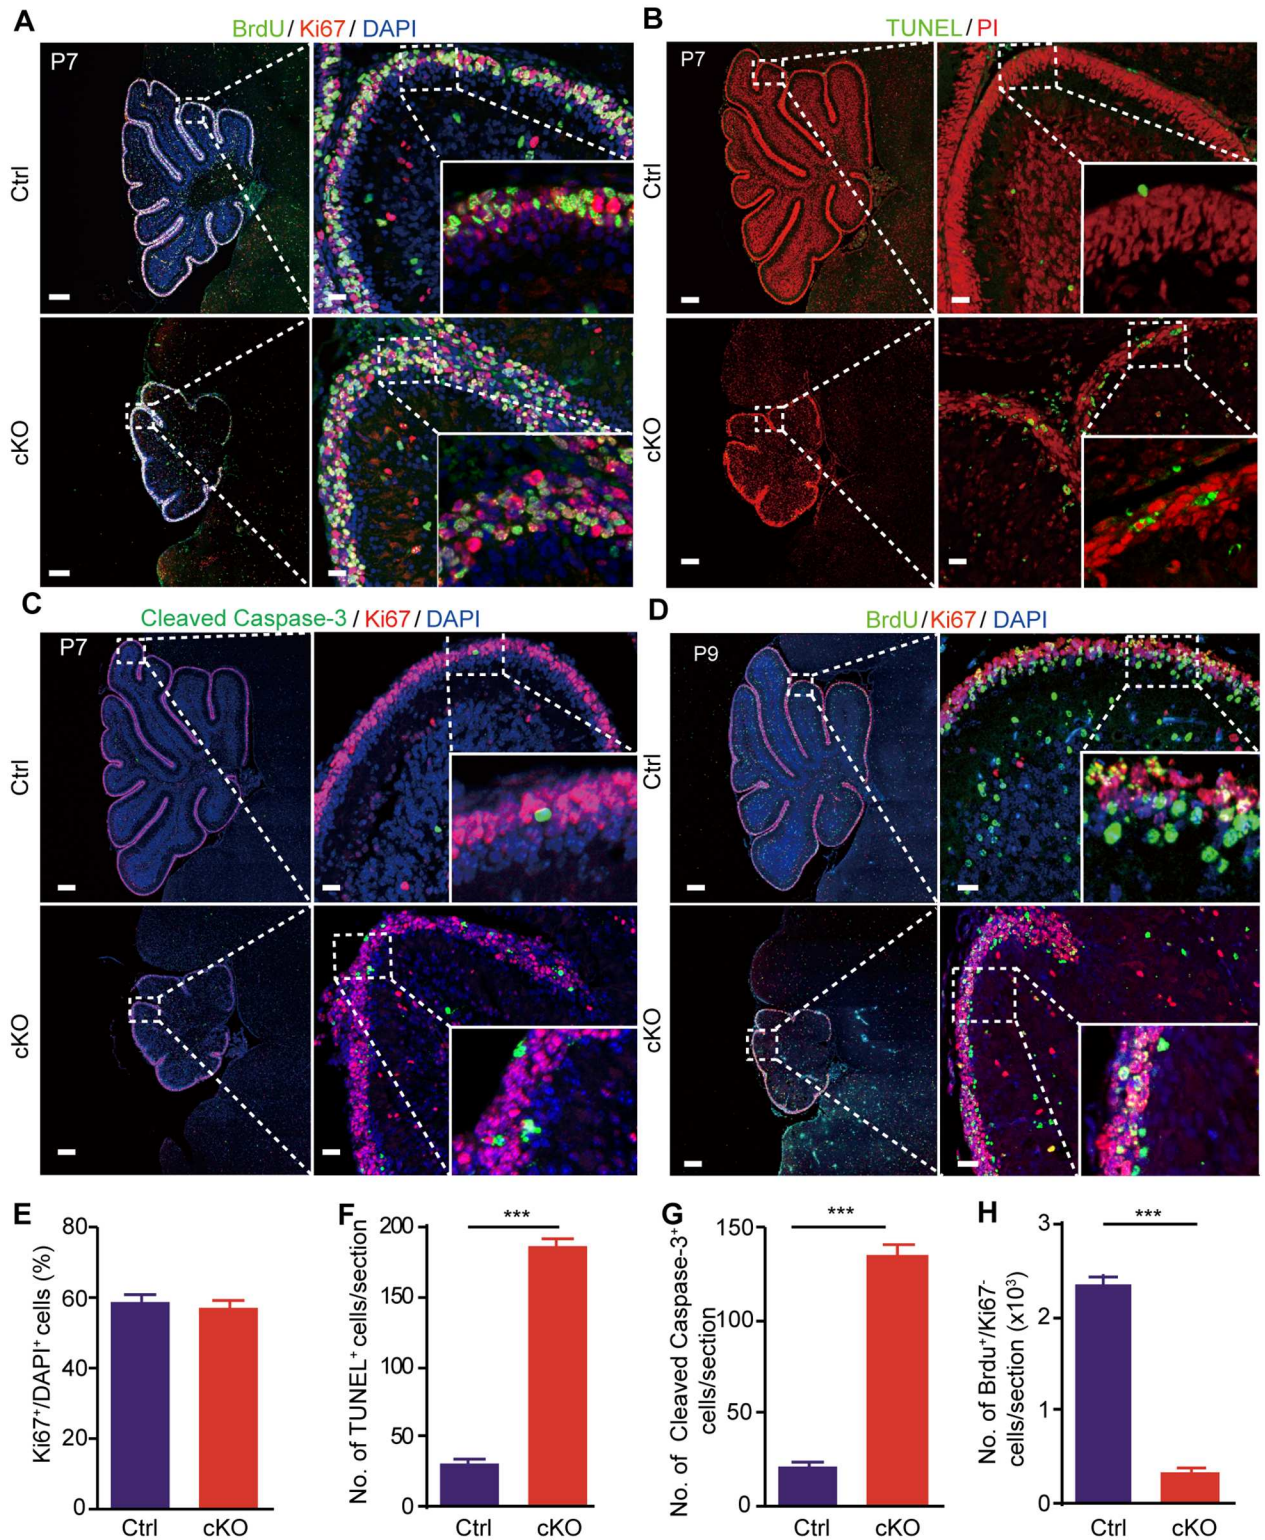 A
BrdU/Ki67/DAPI
P7
Ctrl
cKO
B
TUNEL/PI
P7
Ctrl
cKO
C
Cleaved Caspase-3/Ki67/DAPI
P7
Ctrl
cKO
D
BrdU/Ki67/DAPI
P9
Ctrl
cKO
E
Ki67⁺/DAPI⁺ cells (%)
80
60
40
20
0
Ctrl cKO
F
No. of TUNEL⁺ cells/section
***
200
150
100
50
0
Ctrl cKO
G
No. of Cleaved Caspase-3⁺
cells/section
***
150
100
50
0
Ctrl cKO
H
No. of Brdu⁺/Ki67⁻
cells/section (x10³)
***
3
2
1
0
Ctrl cKO